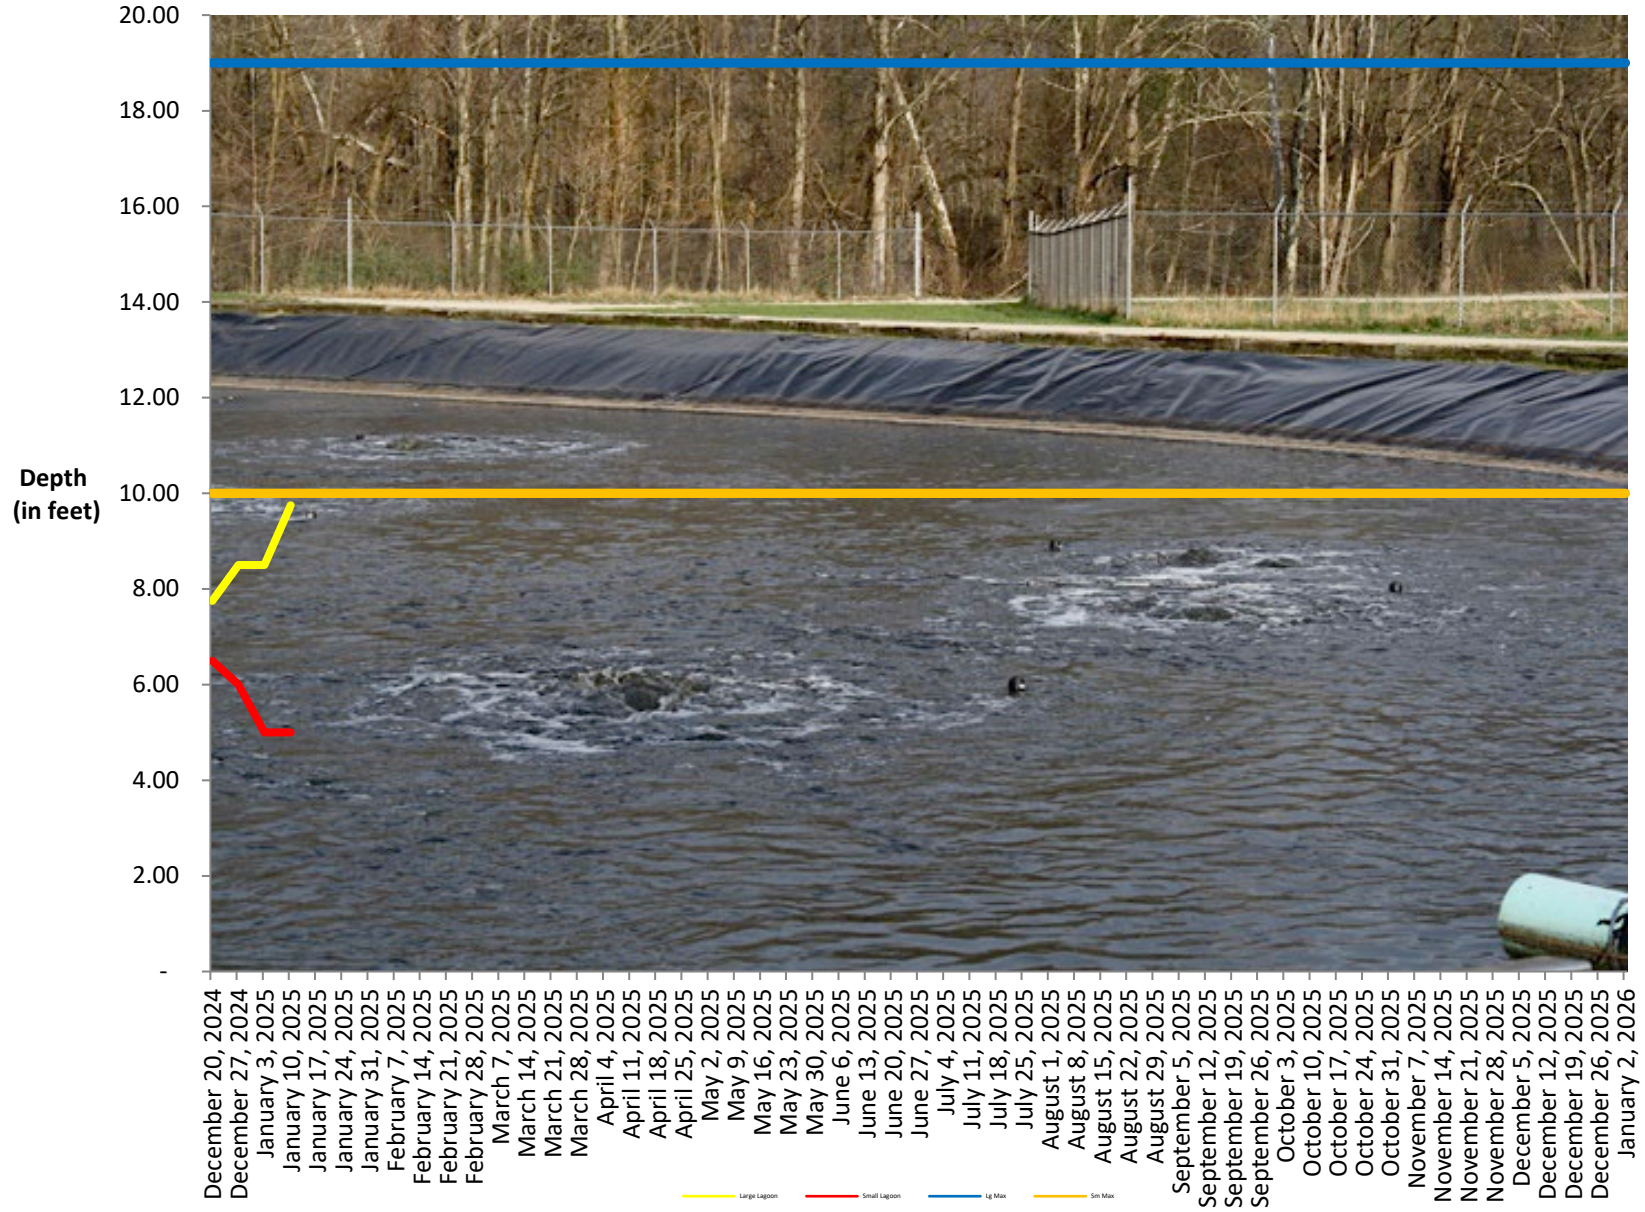 20.00
18.00
16.00
14.00
12.00
10.00
8.00
6.00
4.00
2.00
-
Depth
(in feet)
December 20, 2024
December 27, 2024
January 3, 2025
January 10, 2025
January 17, 2025
January 24, 2025
January 31, 2025
February 7, 2025
February 14, 2025
February 21, 2025
February 28, 2025
March 7, 2025
March 14, 2025
March 21, 2025
March 28, 2025
April 4, 2025
April 11, 2025
April 18, 2025
April 25, 2025
May 2, 2025
May 9, 2025
May 16, 2025
May 23, 2025
May 30, 2025
June 6, 2025
June 13, 2025
June 20, 2025
June 27, 2025
July 4, 2025
July 11, 2025
July 18, 2025
July 25, 2025
August 1, 2025
August 8, 2025
August 15, 2025
August 22, 2025
August 29, 2025
September 5, 2025
September 12, 2025
September 19, 2025
September 26, 2025
October 3, 2025
October 10, 2025
October 17, 2025
October 24, 2025
October 31, 2025
November 7, 2025
November 14, 2025
November 21, 2025
November 28, 2025
December 5, 2025
December 12, 2025
December 19, 2025
December 26, 2025
January 2, 2026
Large Lagoon Small Lagoon Lg Max Sm Max